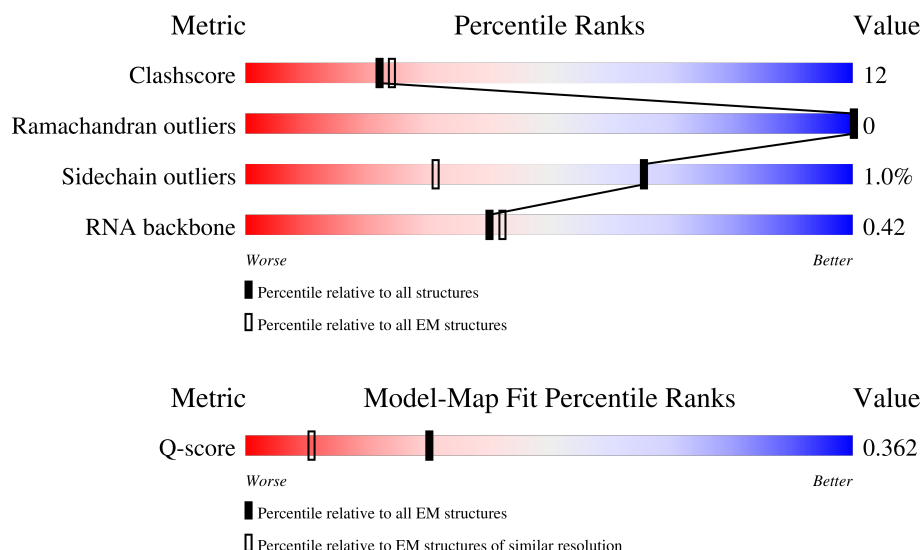 Metric Percentile Ranks Value
Clashscore 12
Ramachandran outliers 0
Sidechain outliers 1.0%
RNA backbone 0.42
Worse Better
Percentile relative to all structures
Percentile relative to all EM structures
Metric Model-Map Fit Percentile Ranks Value
Q-score 0.362
Worse Better
Percentile relative to all EM structures
Percentile relative to EM structures of similar resolution